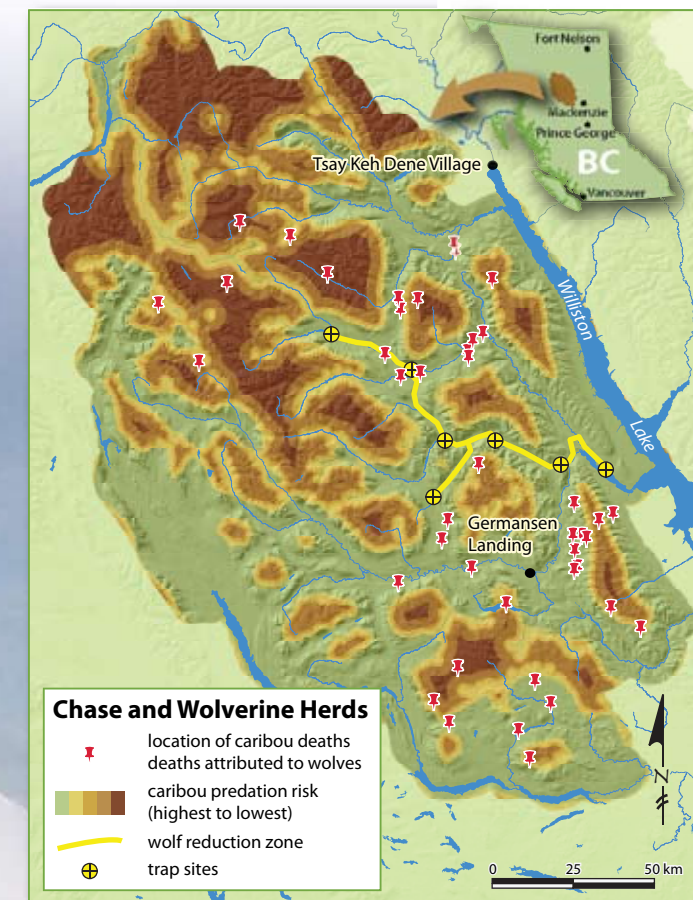 Fort Nelson
Mackenzie
Prince George
BC
Vancouver
Tsay Keh Dene Village
Williston
Lake
Germansen
Landing
Chase and Wolverine Herds
location of caribou deaths
deaths attributed to wolves
caribou predation risk
(highest to lowest)
wolf reduction zone
trap sites
N
0 25 50 km